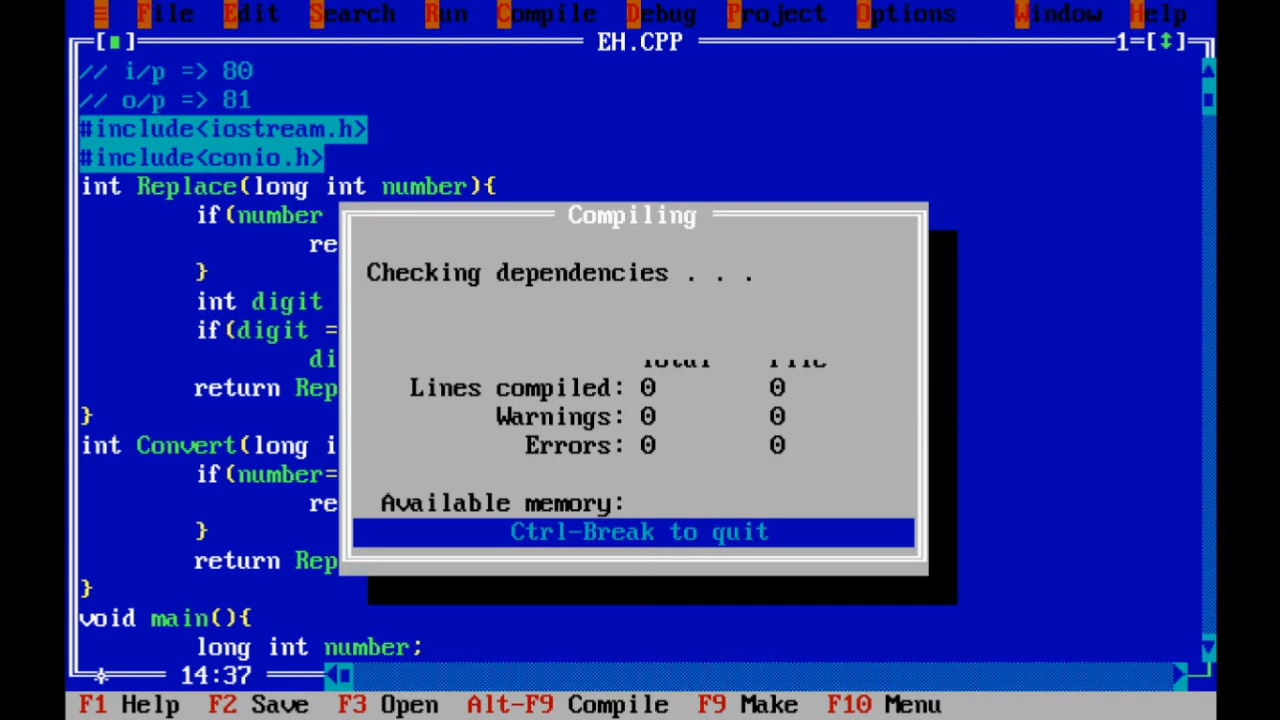 ≡ File Edit Search Run Compile Debug Project Options Window Help
[■] EH.CPP 1=[↕]
// i/p => 80
// o/p => 81
#include<iostream.h>
#include<conio.h>
int Replace(long int number){
if(number
re
}
int digit
if(digit =
di
return Rep
}
int Convert(long i
if(number=
re
}
return Rep
}
void main(){
long int number;
Compiling
Checking dependencies . . .
Total File
Lines compiled: 0 0
Warnings: 0 0
Errors: 0 0
Available memory:
Ctrl-Break to quit
14:37
F1 Help F2 Save F3 Open Alt-F9 Compile F9 Make F10 Menu